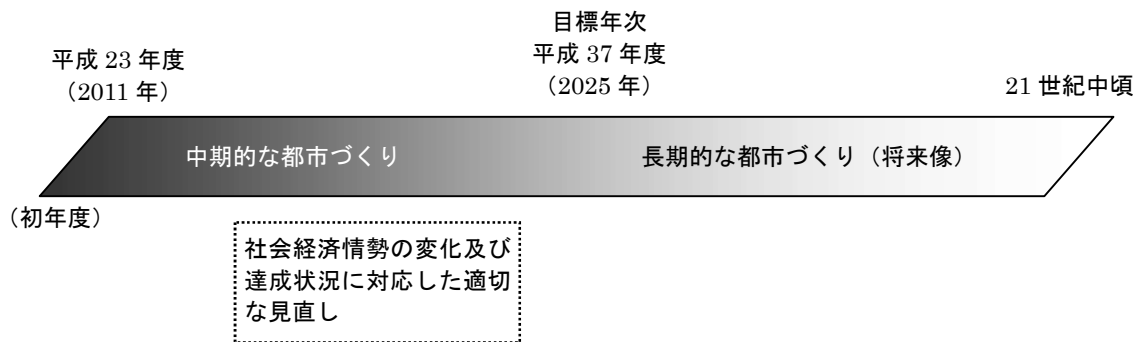 目標年次
平成 37 年度
（2025 年）
平成 23 年度
（2011 年）
21 世紀中頃
中期的な都市づくり
長期的な都市づくり（将来像）
（初年度）
社会経済情勢の変化及び
達成状況に対応した適切
な見直し